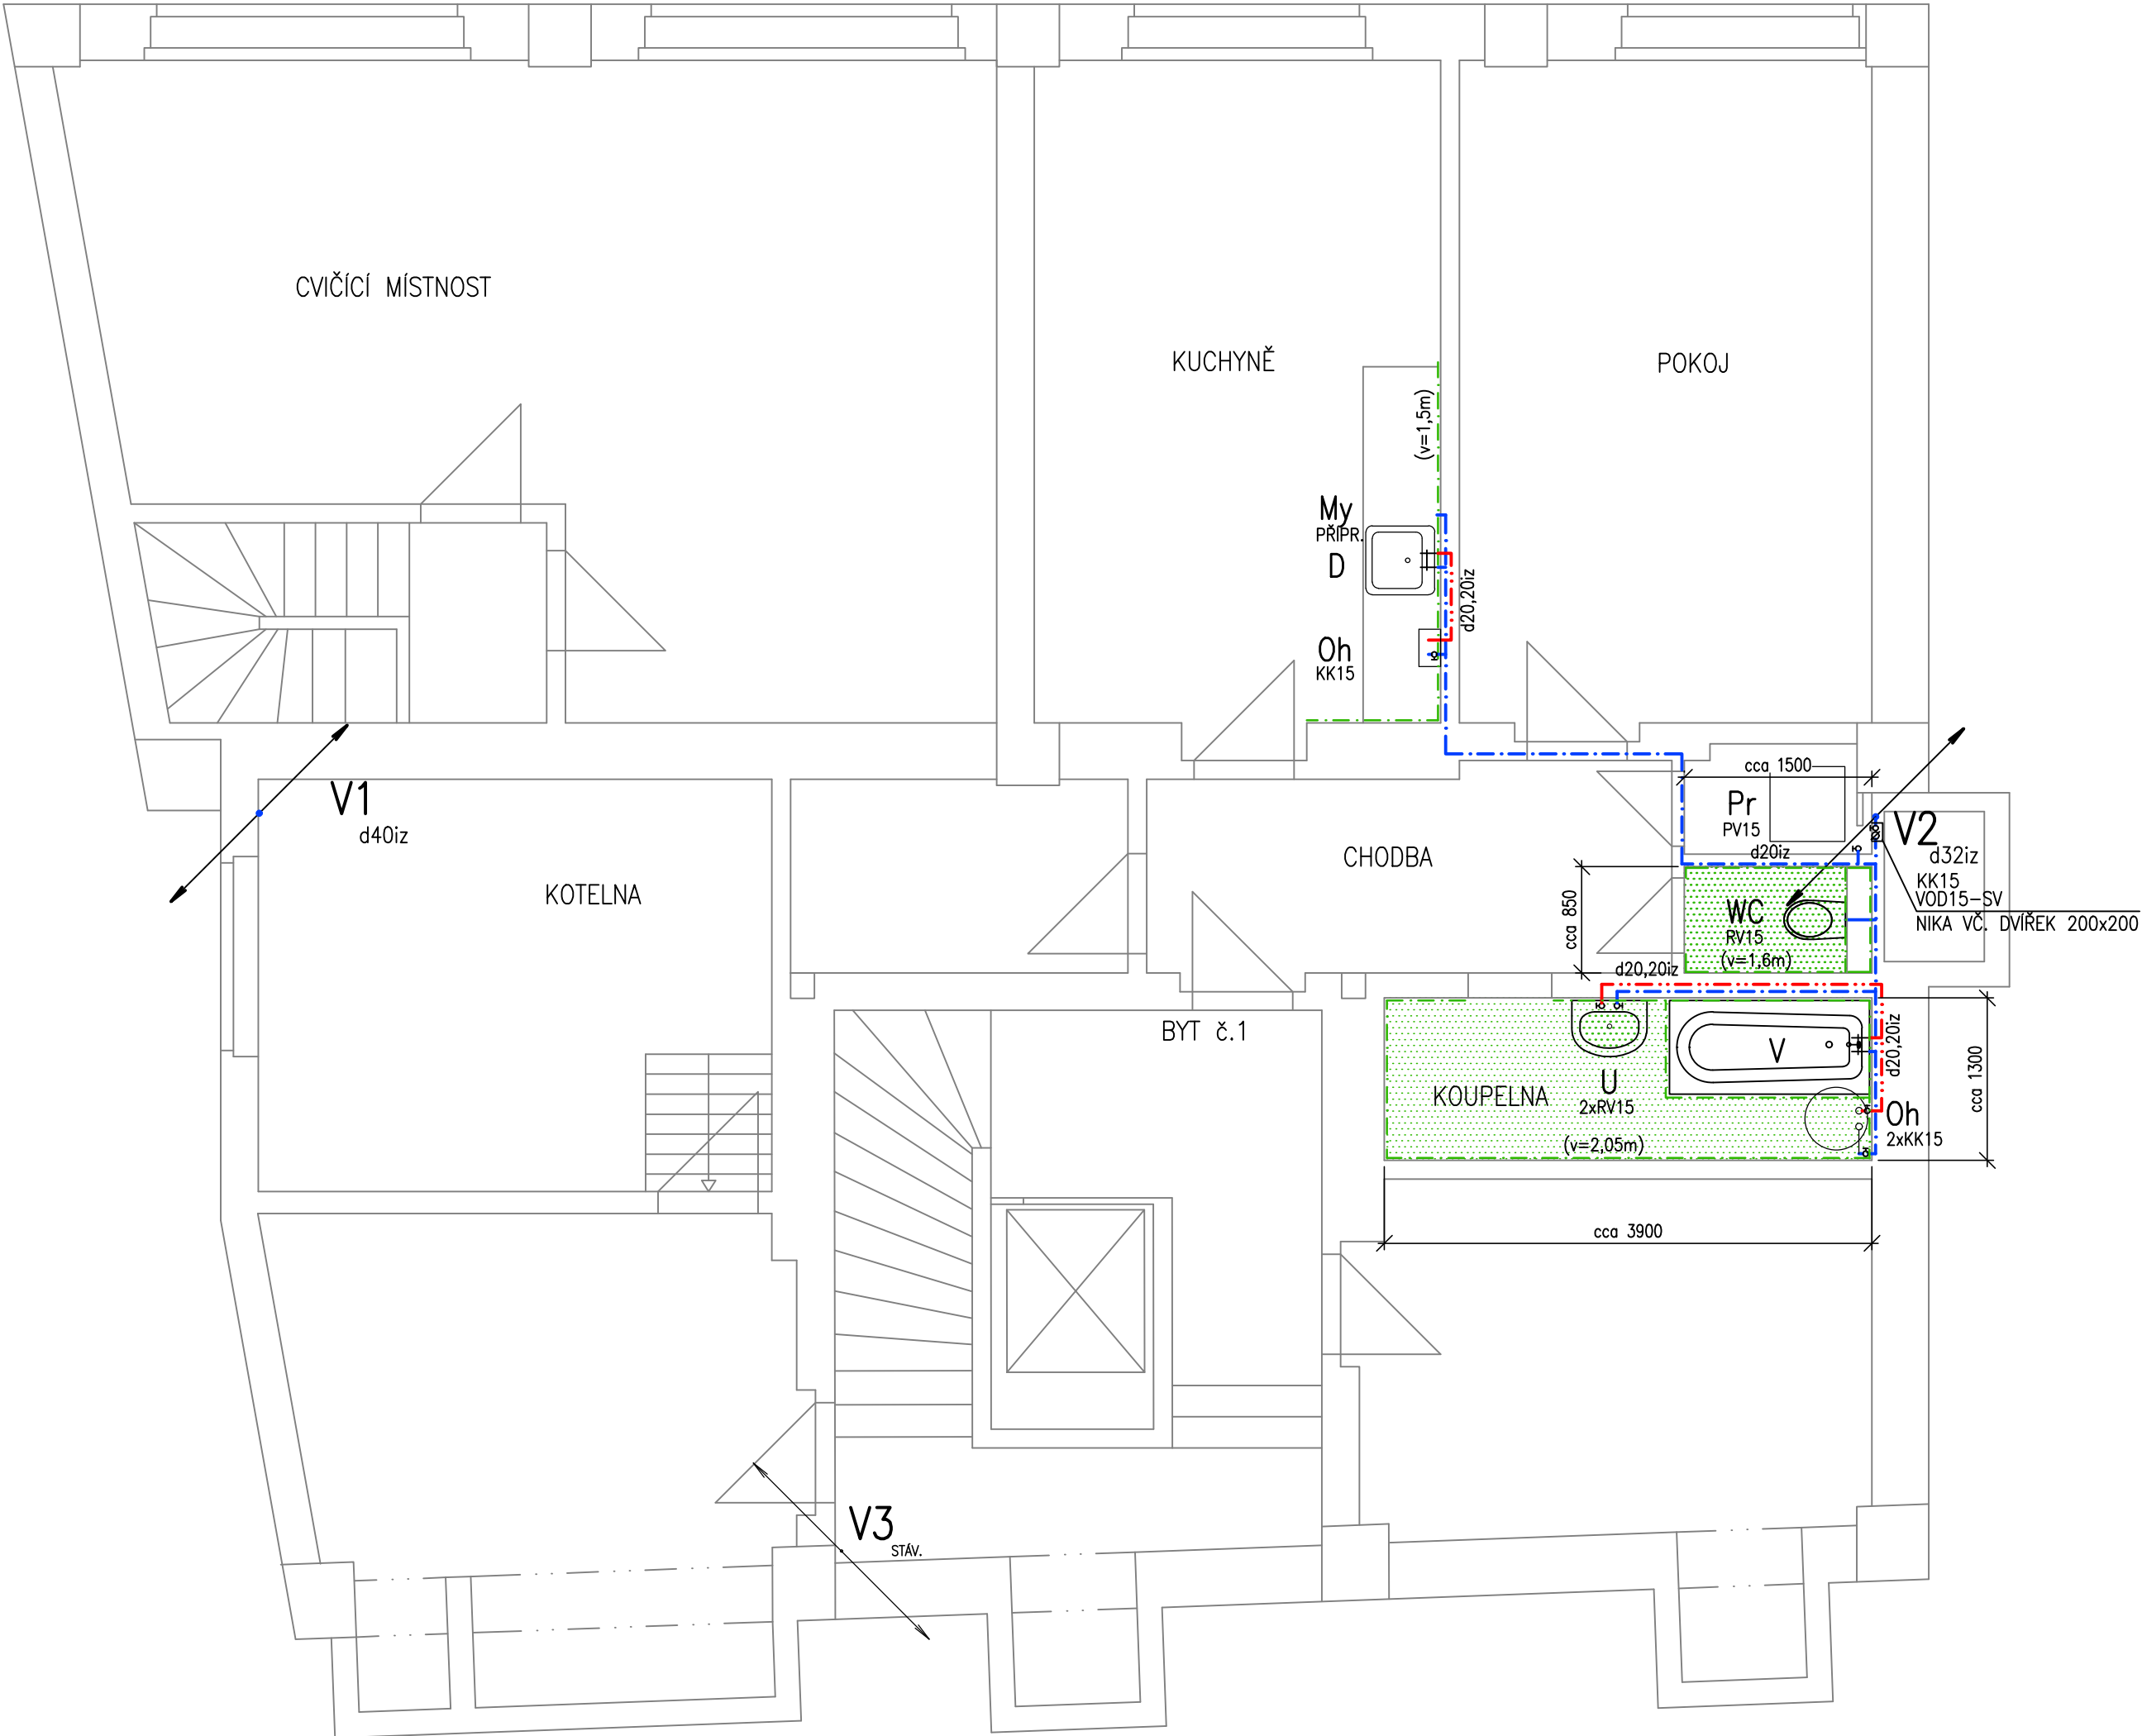 CVIČÍCÍ MÍSTNOST
KUCHYNĚ
POKOJ
(v=1,5m)
My
PŘÍPR.
D
d20,20iz
Oh
KK15
V1
d40iz
KOTELNA
CHODBA
cca 1500
Pr
PV15
d20iz
V2
d32iz
KK15
VOD15-SV
NIKA VČ. DVÍŘEK 200x200
cca 850
WC
RV15
(v=1,6m)
d20,20iz
BYT č.1
KOUPELNA
U
2xRV15
(v=2,05m)
V
d20,20iz
Oh
2xKK15
cca 1300
cca 3900
V3
STÁV.